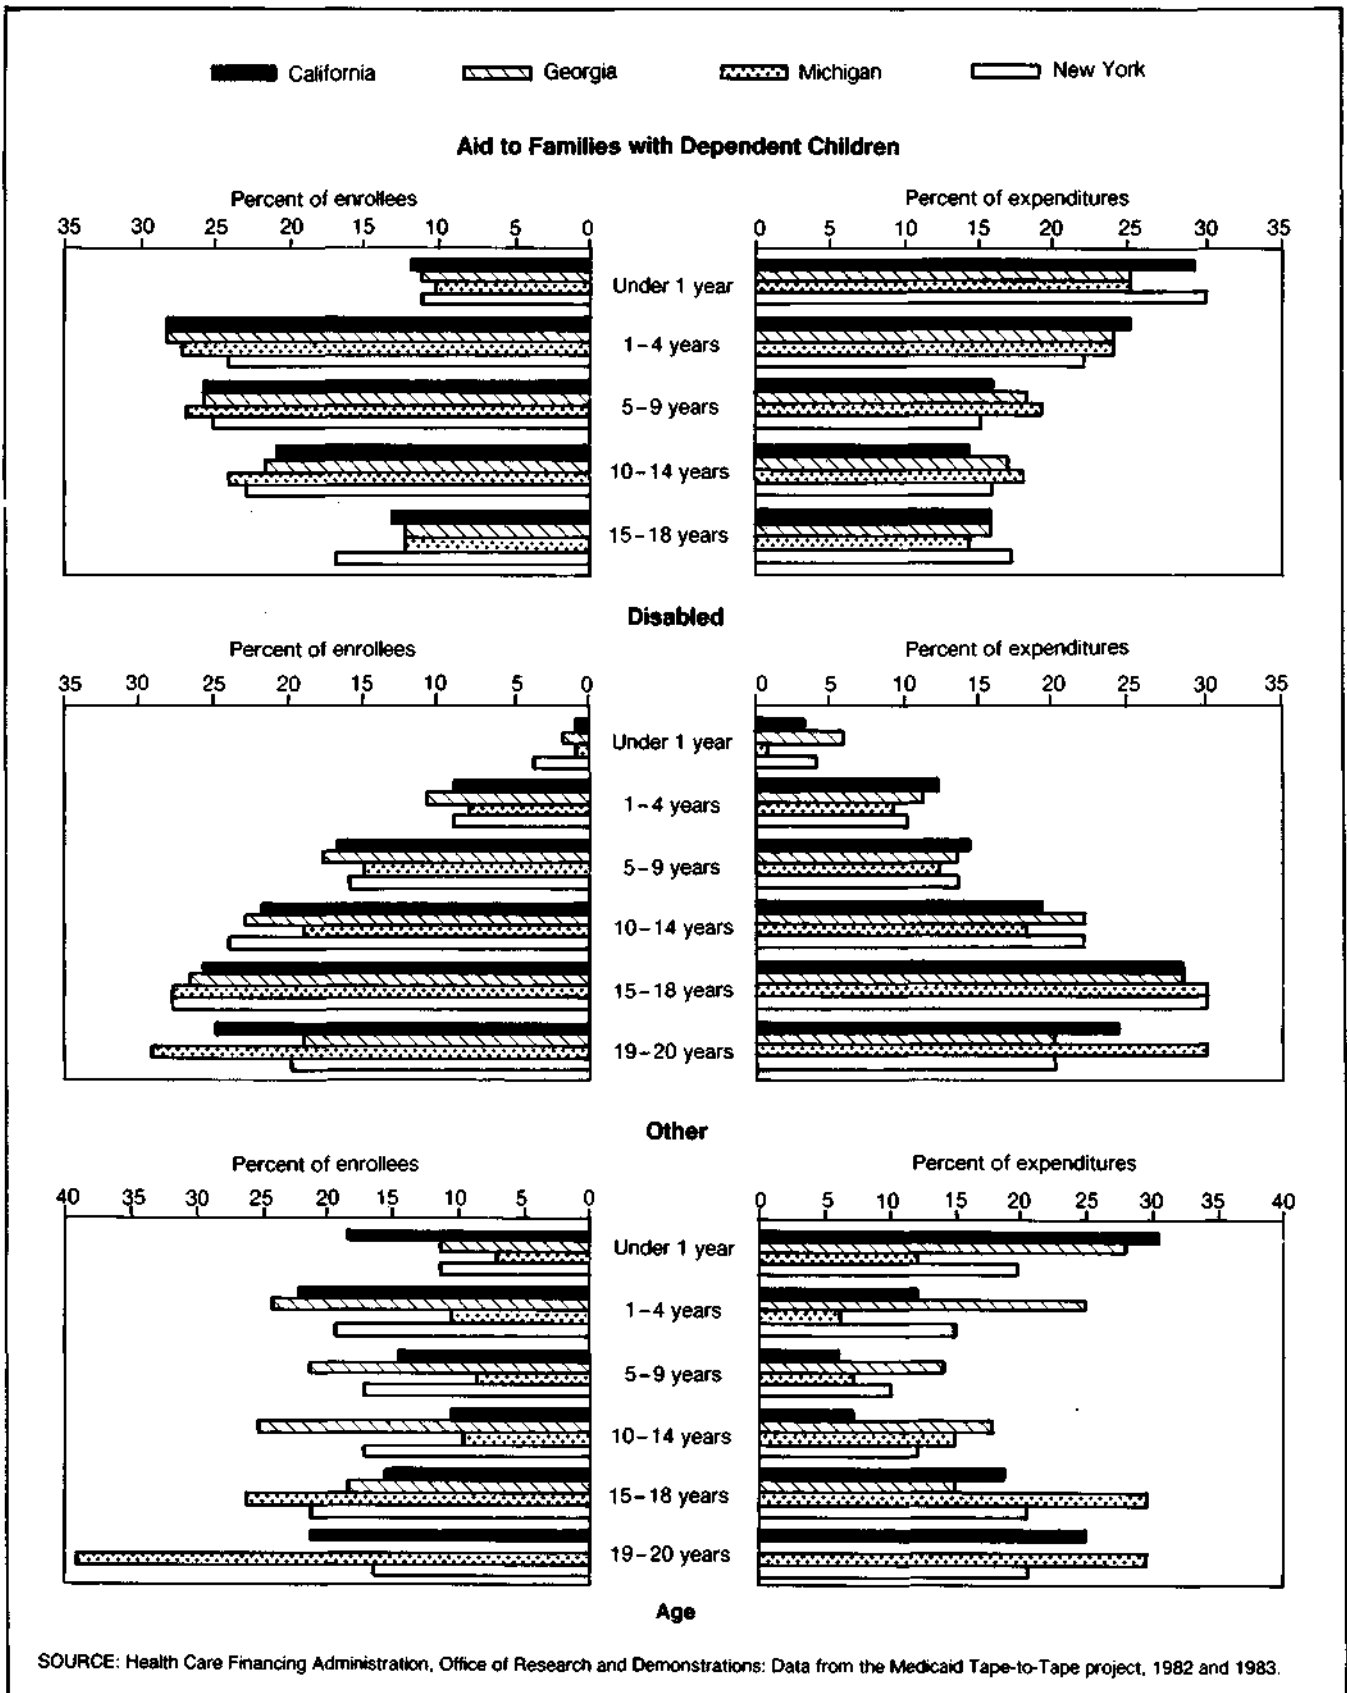 California Georgia Michigan New York
Aid to Families with Dependent Children
Percent of enrollees Percent of expenditures
35 30 25 20 15 10 5 0 0 5 10 15 20 25 30 35
Under 1 year
1–4 years
5–9 years
10–14 years
15–18 years
Disabled
Percent of enrollees Percent of expenditures
35 30 25 20 15 10 5 0 0 5 10 15 20 25 30 35
Under 1 year
1–4 years
5–9 years
10–14 years
15–18 years
19–20 years
Other
Percent of enrollees Percent of expenditures
40 35 30 25 20 15 10 5 0 0 5 10 15 20 25 30 35 40
Under 1 year
1–4 years
5–9 years
10–14 years
15–18 years
19–20 years
Age
SOURCE: Health Care Financing Administration, Office of Research and Demonstrations: Data from the Medicaid Tape-to-Tape project, 1982 and 1983.